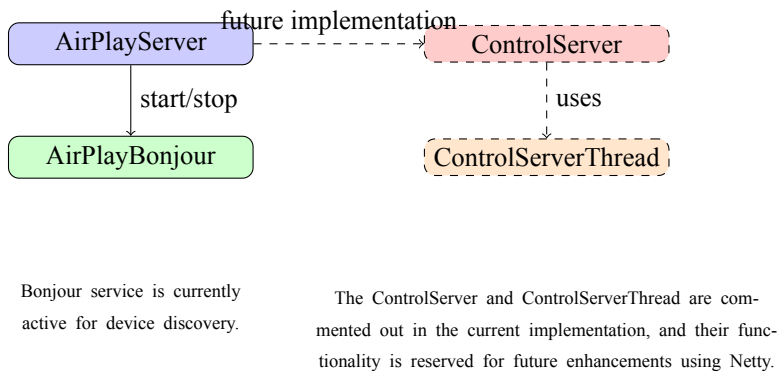 future implementation
AirPlayServer
ControlServer
start/stop
uses
AirPlayBonjour
ControlServerThread
Bonjour service is currently
active for device discovery.
The ControlServer and ControlServerThread are com-
mented out in the current implementation, and their func-
tionality is reserved for future enhancements using Netty.